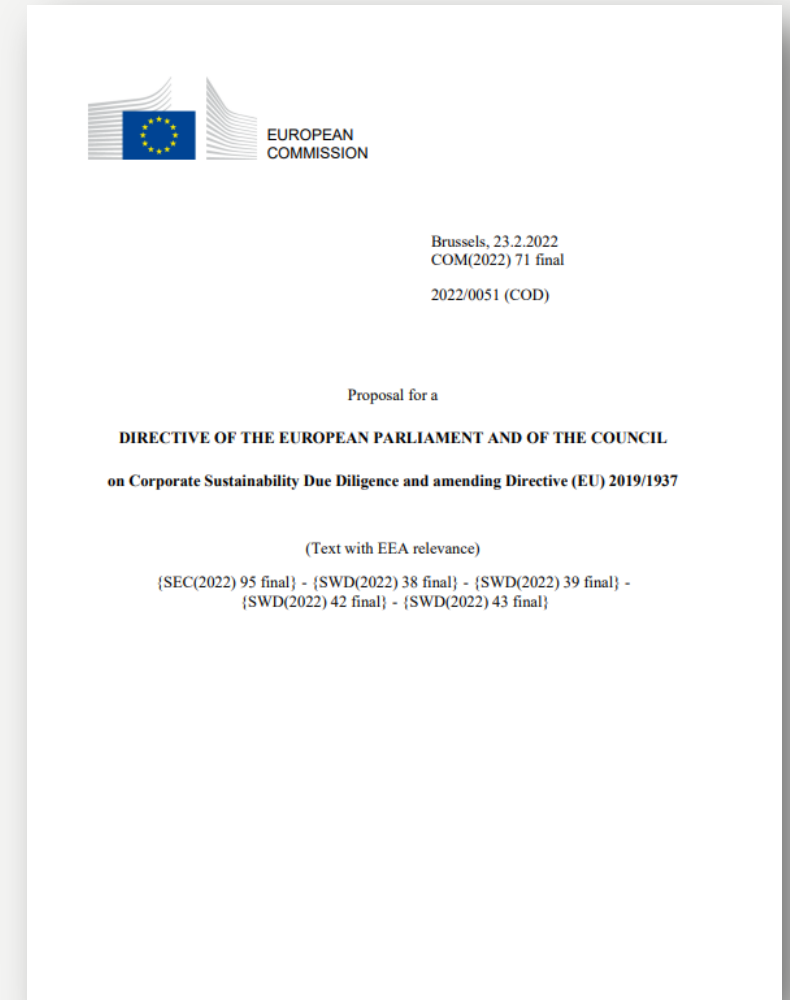 EUROPEAN
COMMISSION
Brussels, 23.2.2022
COM(2022) 71 final
2022/0051 (COD)
Proposal for a
DIRECTIVE OF THE EUROPEAN PARLIAMENT AND OF THE COUNCIL
on Corporate Sustainability Due Diligence and amending Directive (EU) 2019/1937
(Text with EEA relevance)
{SEC(2022) 95 final} - {SWD(2022) 38 final} - {SWD(2022) 39 final} -
{SWD(2022) 42 final} - {SWD(2022) 43 final}